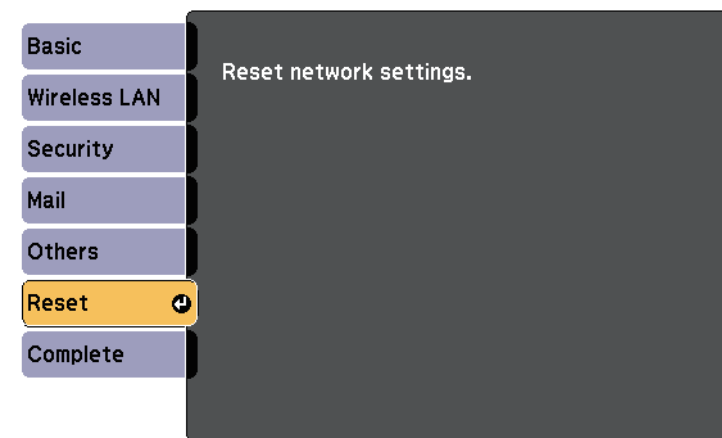 Basic
Wireless LAN
Security
Mail
Others
Reset
Complete
Reset network settings.